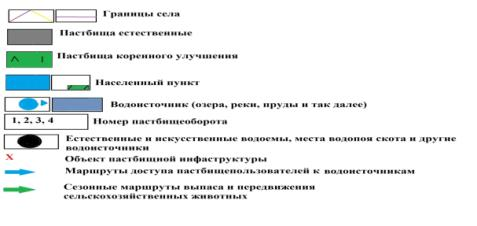 Границы села
Пастбища естественные
Пастбища коренного улучшения
Населенный пункт
Водоисточник (озера, реки, пруды и так далее)
1, 2, 3, 4 Номер пастбищеоборота
Естественные и искусственные водоемы, места водопоя скота и другие
водоисточники
X Объект пастбищной инфраструктуры
Маршруты доступа пастбищепользователей к водоисточникам
Сезонные маршруты выпаса и передвижения
сельскохозяйственных животных